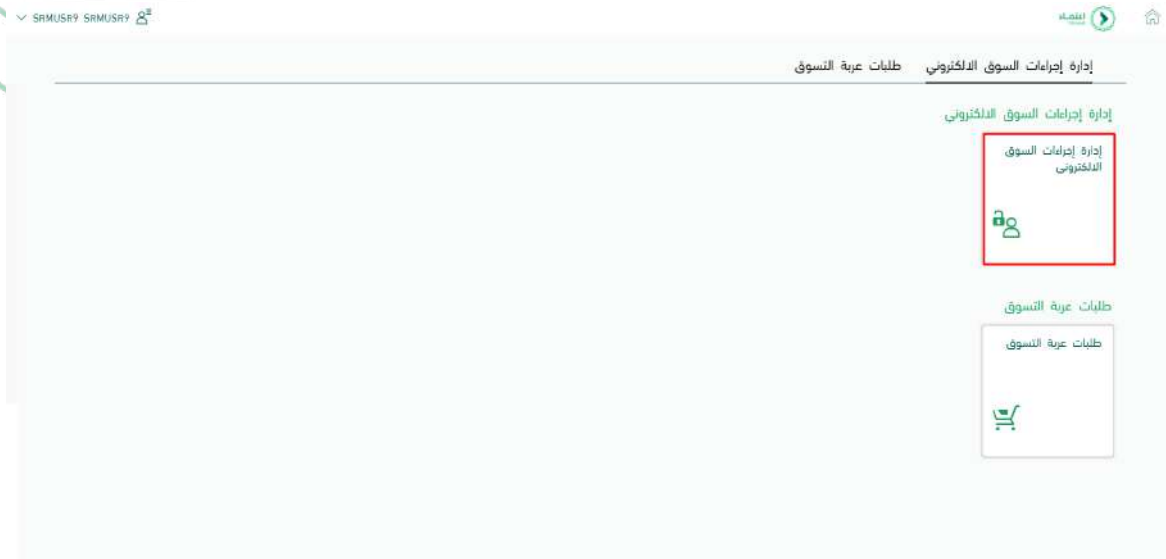 SRMUSR9 SRMUSR9
اعتماد
إدارة إجراءات السوق الالكتروني
طلبات عربة التسوق
إدارة إجراءات السوق الالكتروني
إدارة إجراءات السوق
الالكتروني
طلبات عربة التسوق
طلبات عربة التسوق